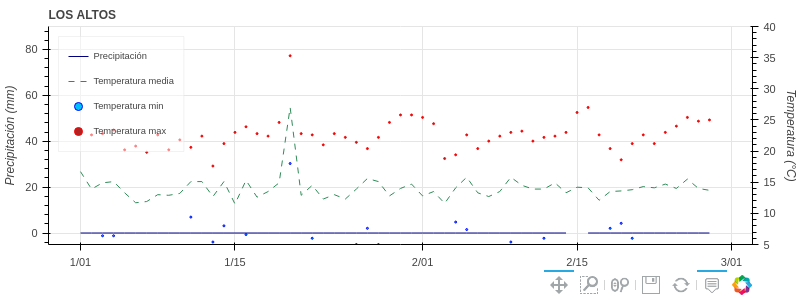 LOS ALTOS
Precipitación
Temperatura media
Temperatura min
Temperatura max
Precipitación (mm)
80
60
40
20
0
Temperatura (°C)
40
35
30
25
20
15
10
5
1/01 1/15 2/01 2/15 3/01